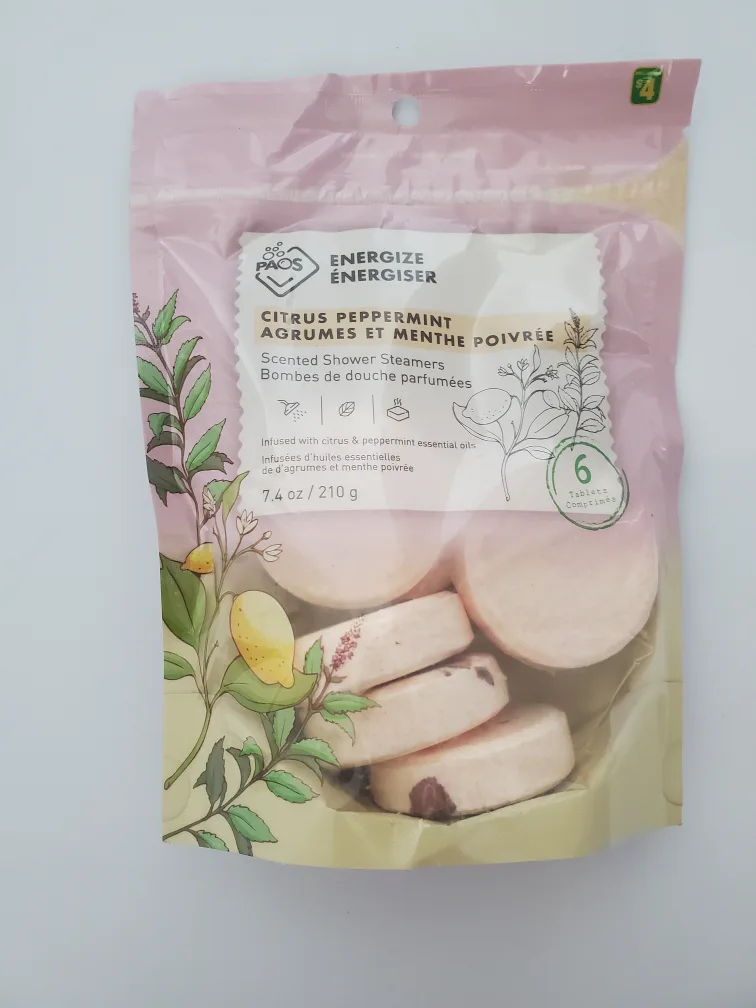 $4
PAOS
ENERGIZE
ÉNERGISER
CITRUS PEPPERMINT
AGRUMES ET MENTHE POIVRÉE
Scented Shower Steamers
Bombes de douche parfumées
Infused with citrus & peppermint essential oils
Infusées d'huiles essentielles
de d'agrumes et menthe poivrée
7.4 oz / 210 g
6
Tablets
Comprimés